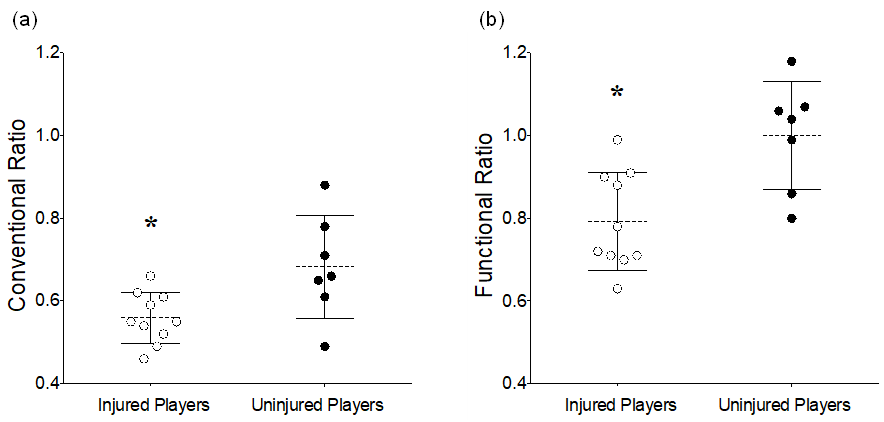 (a)
Conventional Ratio
1.2
1.0
0.8
0.6
0.4
*
Injured Players
Uninjured Players
(b)
Functional Ratio
1.2
1.0
0.8
0.6
0.4
*
Injured Players
Uninjured Players